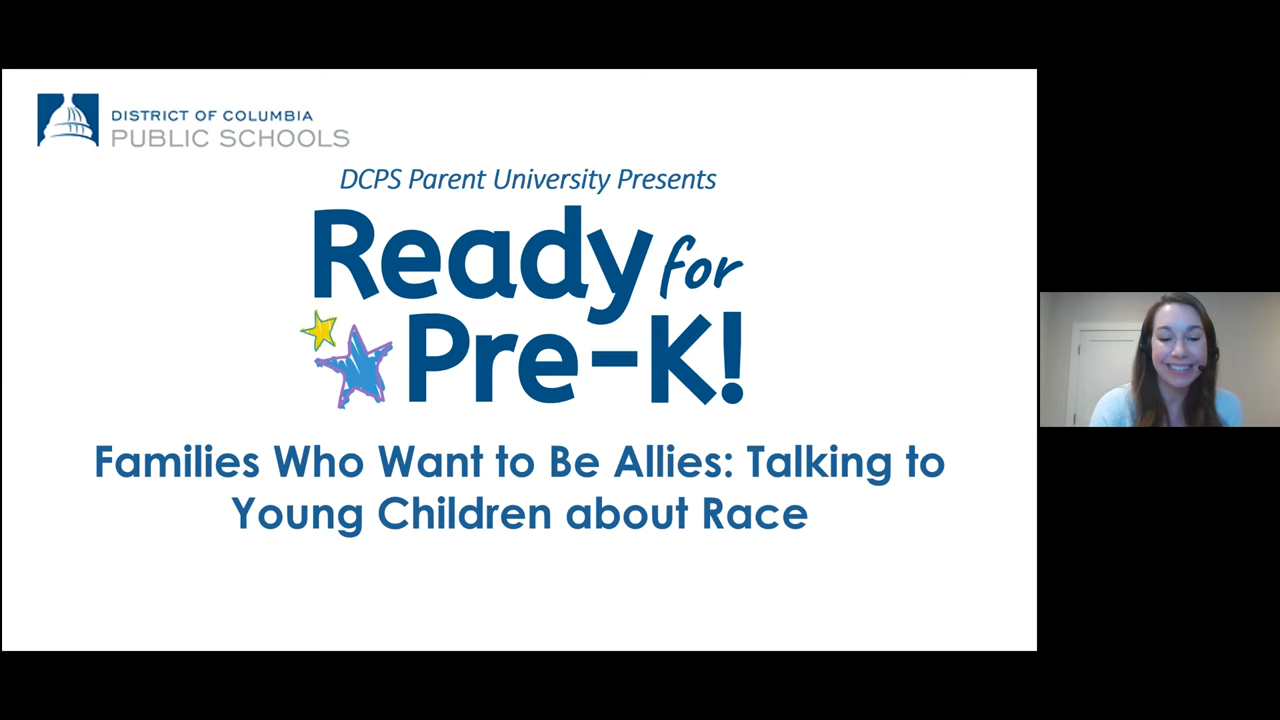 DISTRICT OF COLUMBIA
PUBLIC SCHOOLS
DCPS Parent University Presents
Ready for
Pre-K!
Families Who Want to Be Allies: Talking to
Young Children about Race